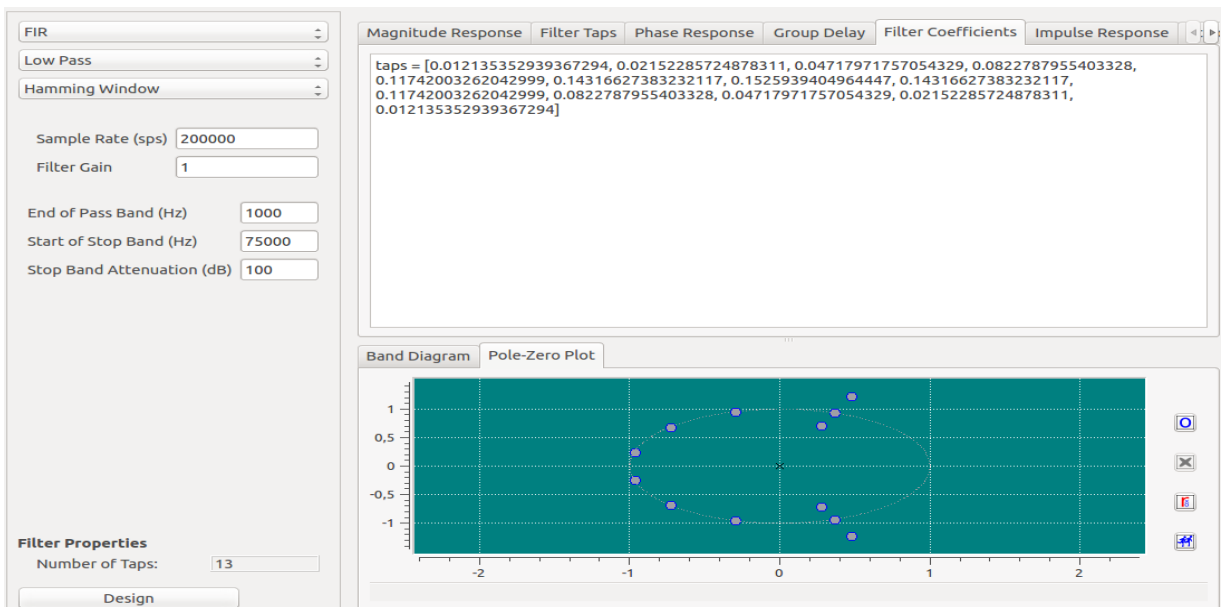 FIR
Low Pass
Hamming Window
Sample Rate (sps) 200000
Filter Gain 1
End of Pass Band (Hz) 1000
Start of Stop Band (Hz) 75000
Stop Band Attenuation (dB) 100
Filter Properties
Number of Taps: 13
Design
Magnitude Response Filter Taps Phase Response Group Delay Filter Coefficients Impulse Response
taps = [0.012135352939367294, 0.02152285724878311, 0.04717971757054329, 0.0822787955403328,
0.11742003262042999, 0.14316627383232117, 0.1525939404964447, 0.14316627383232117,
0.11742003262042999, 0.0822787955403328, 0.04717971757054329, 0.02152285724878311,
0.012135352939367294]
Band Diagram Pole-Zero Plot
1
0,5
0
-0,5
-1
-2 -1 0 1 2